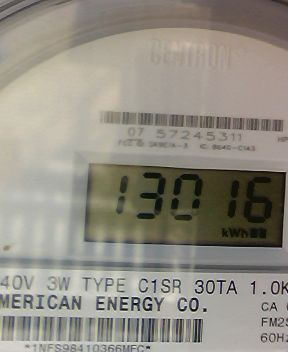 CENTRON
07 57245311
13016
kWh
40V 3W TYPE C1SR 30TA 1.0K
MERICAN ENERGY CO.
CA
FM2S
60Hz
*1NFS98410366MFC*